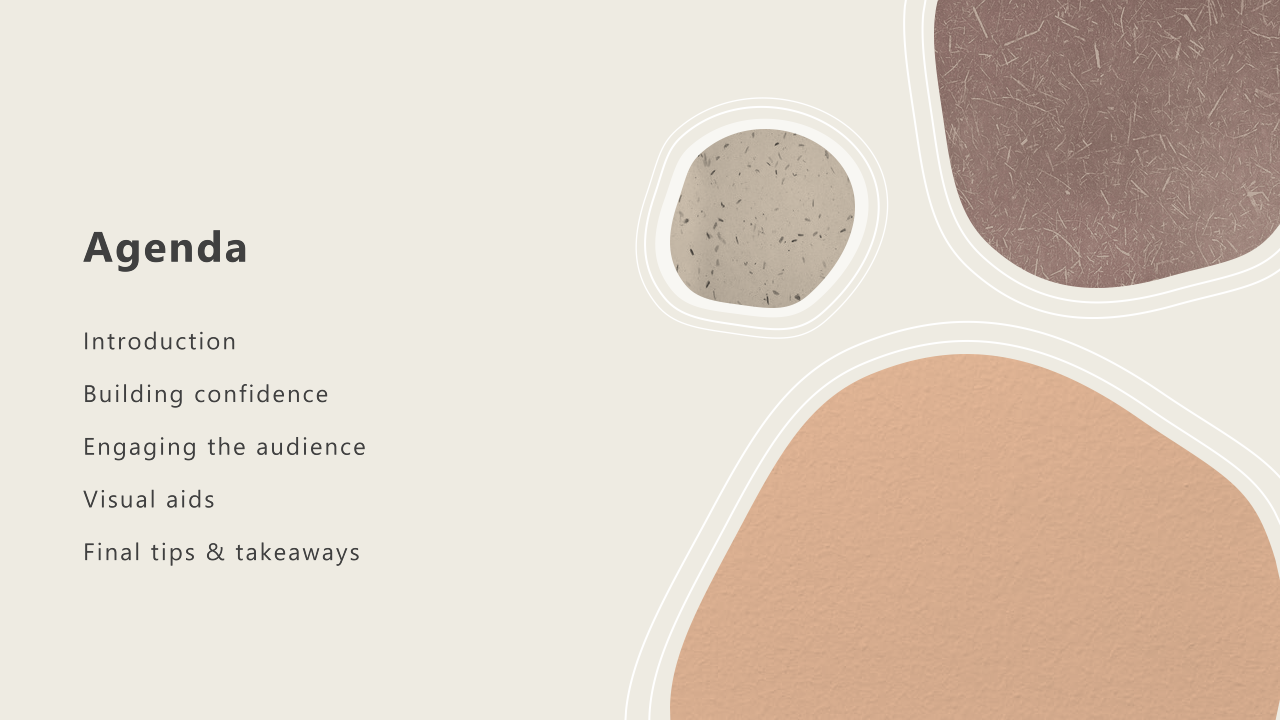 Agenda
Introduction
Building confidence
Engaging the audience
Visual aids
Final tips & takeaways